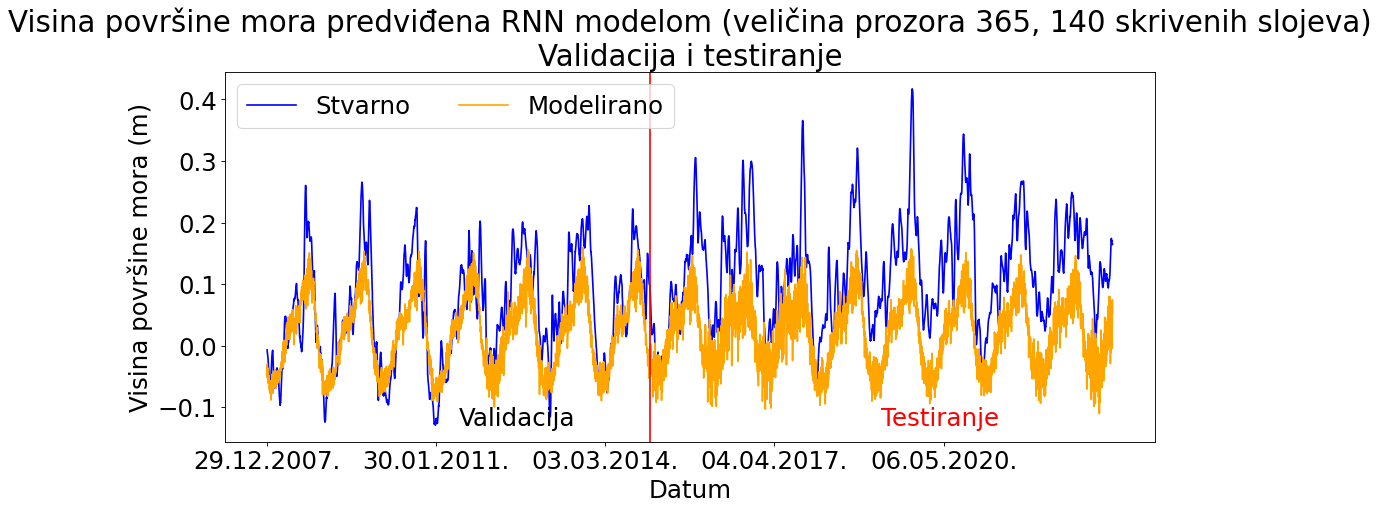 Visina površine mora predviđena RNN modelom (veličina prozora 365, 140 skrivenih slojeva)
Validacija i testiranje
Stvarno
Modelirano
Visina površine mora (m)
0.4
0.3
0.2
0.1
0.0
−0.1
Validacija
Testiranje
29.12.2007.
30.01.2011.
03.03.2014.
04.04.2017.
06.05.2020.
Datum